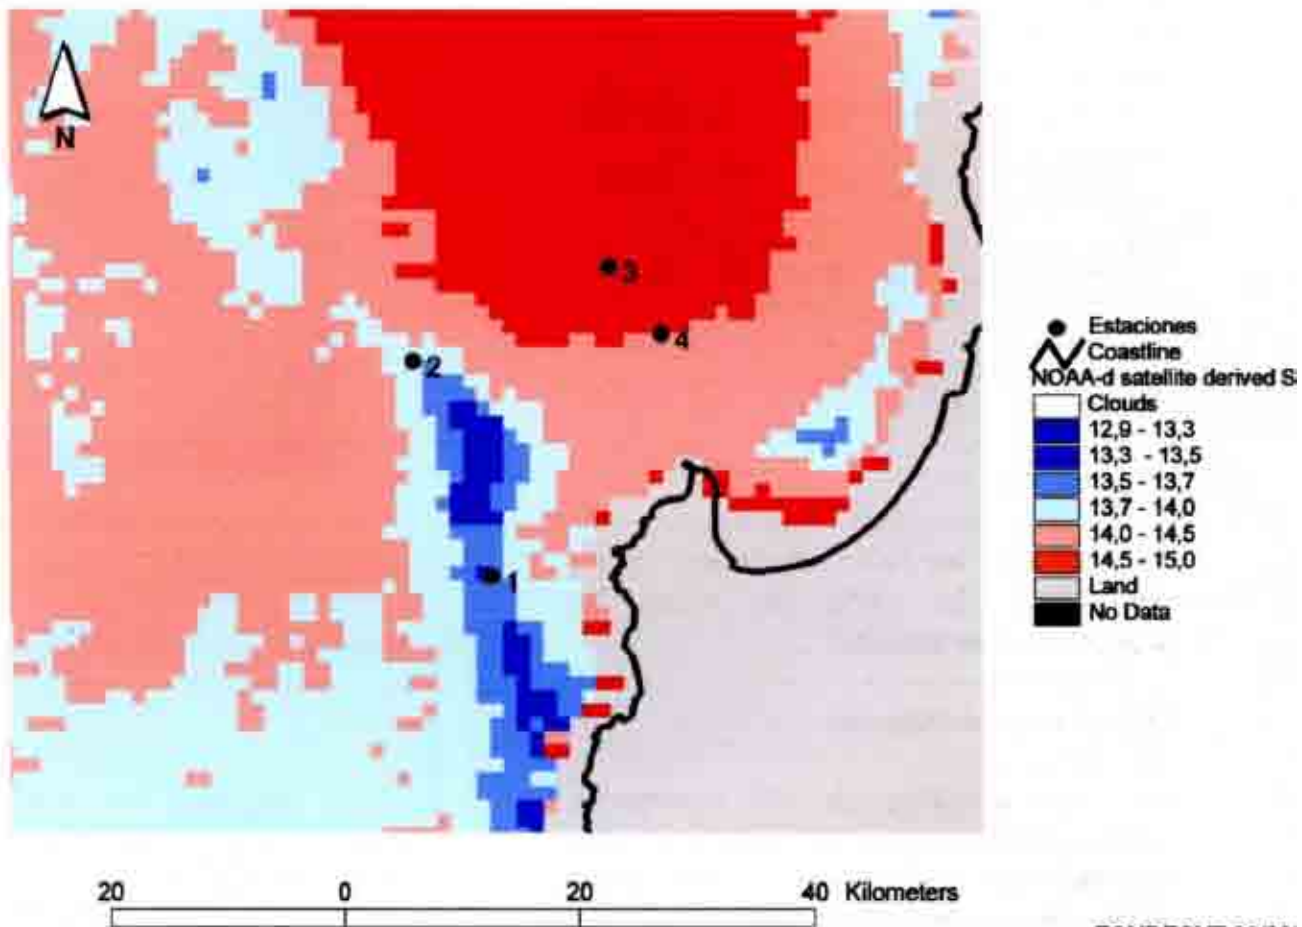 N
3
4
2
1
Estaciones
Coastline
NOAA-d satellite derived S
Clouds
12,9 - 13,3
13,3 - 13,5
13,5 - 13,7
13,7 - 14,0
14,0 - 14,5
14,5 - 15,0
Land
No Data
20 0 20 40 Kilometers